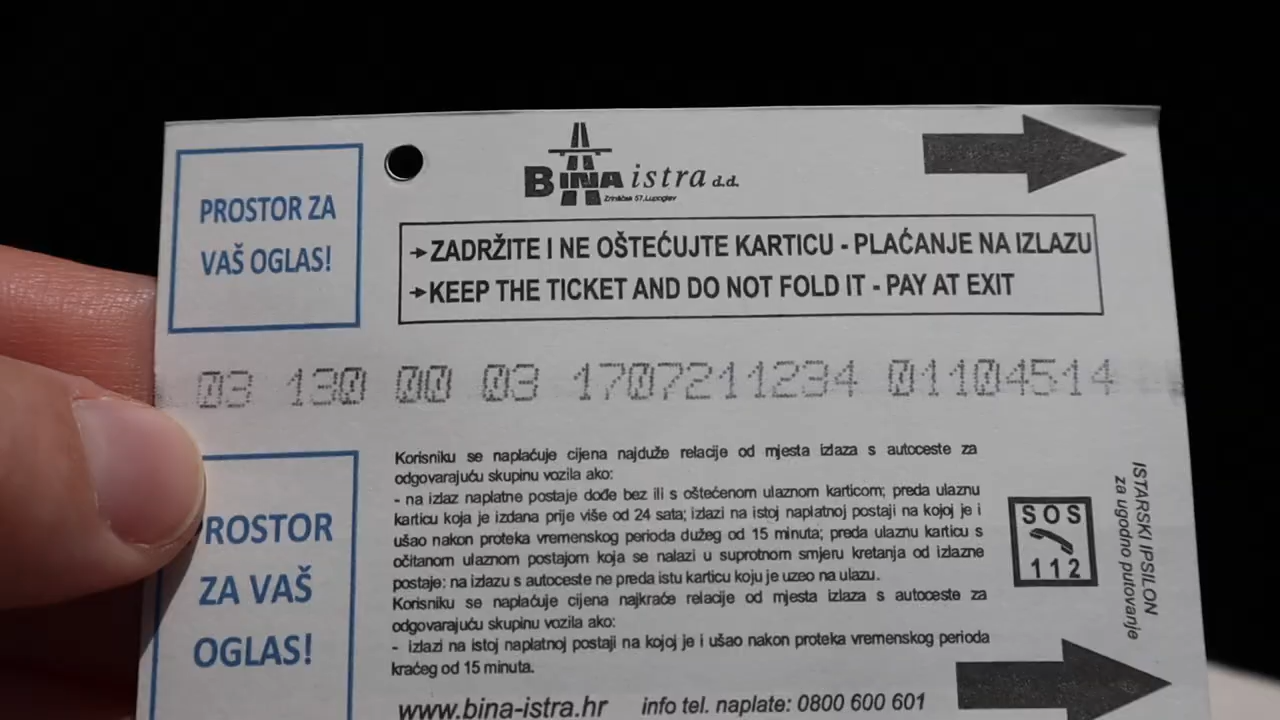 PROSTOR ZA
VAŠ OGLAS!
BINA istra d.d.
Zrinšćak 57, Lupoglav
ZADRŽITE I NE OŠTEĆUJTE KARTICU - PLAĆANJE NA IZLAZU
KEEP THE TICKET AND DO NOT FOLD IT - PAY AT EXIT
03 130 00 03 1707211234 01104514
ROSTOR
ZA VAŠ
OGLAS!
Korisniku se naplaćuje cijena najduže relacije od mjesta izlaza s autoceste za
odgovarajuću skupinu vozila ako:
- na izlaz naplatne postaje dođe bez ili s oštećenom ulaznom karticom; preda ulaznu
karticu koja je izdana prije više od 24 sata; izlazi na istoj naplatnoj postaji na kojoj je i
ušao nakon proteka vremenskog perioda dužeg od 15 minuta; preda ulaznu karticu s
očitanom ulaznom postajom koja se nalazi u suprotnom smjeru kretanja od izlazne
postaje: na izlazu s autoceste ne preda istu karticu koju je uzeo na ulazu.
Korisniku se naplaćuje cijena najkraće relacije od mjesta izlaza s autoceste za
odgovarajuću skupinu vozila ako:
- izlazi na istoj naplatnoj postaji na kojoj je i ušao nakon proteka vremenskog perioda
kraćeg od 15 minuta.
www.bina-istra.hr info tel. naplate: 0800 600 601
SOS
112
ISTARSKI IPSILON
za ugodno putovanje